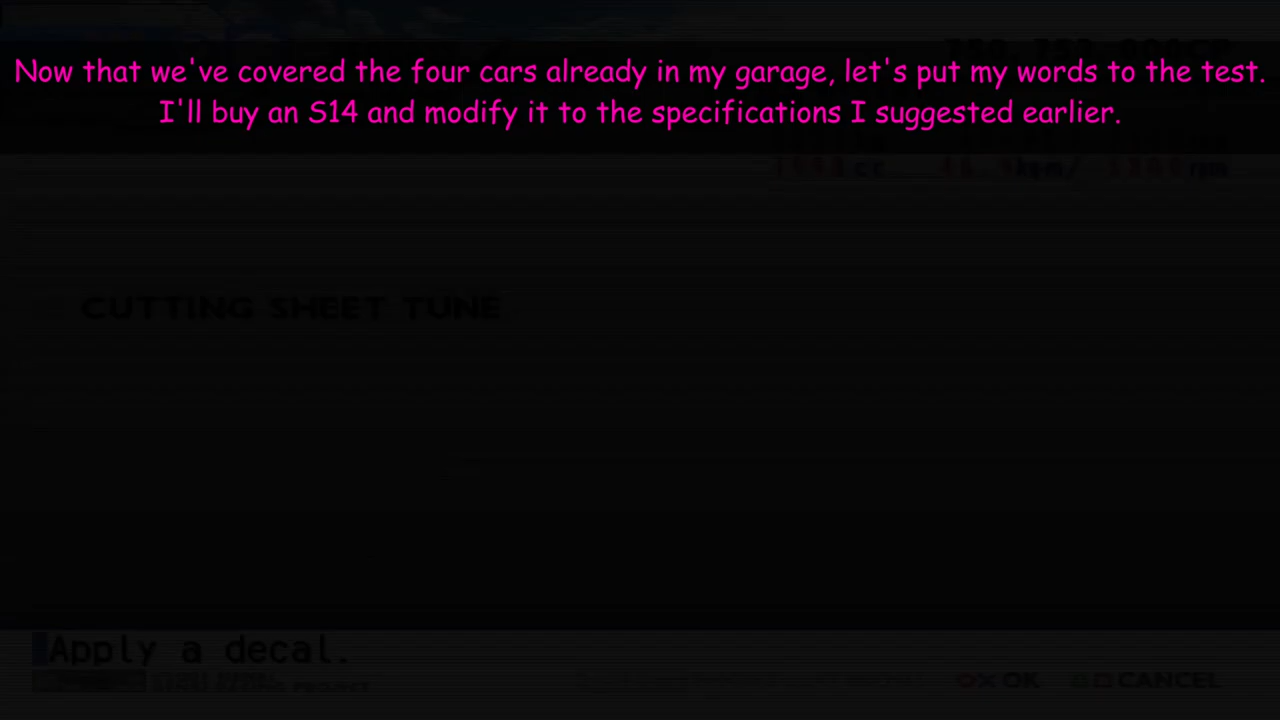 Now that we've covered the four cars already in my garage, let's put my words to the test.
I'll buy an S14 and modify it to the specifications I suggested earlier.
CUTTING SHEET TUNE
Apply a decal.
OK CANCEL